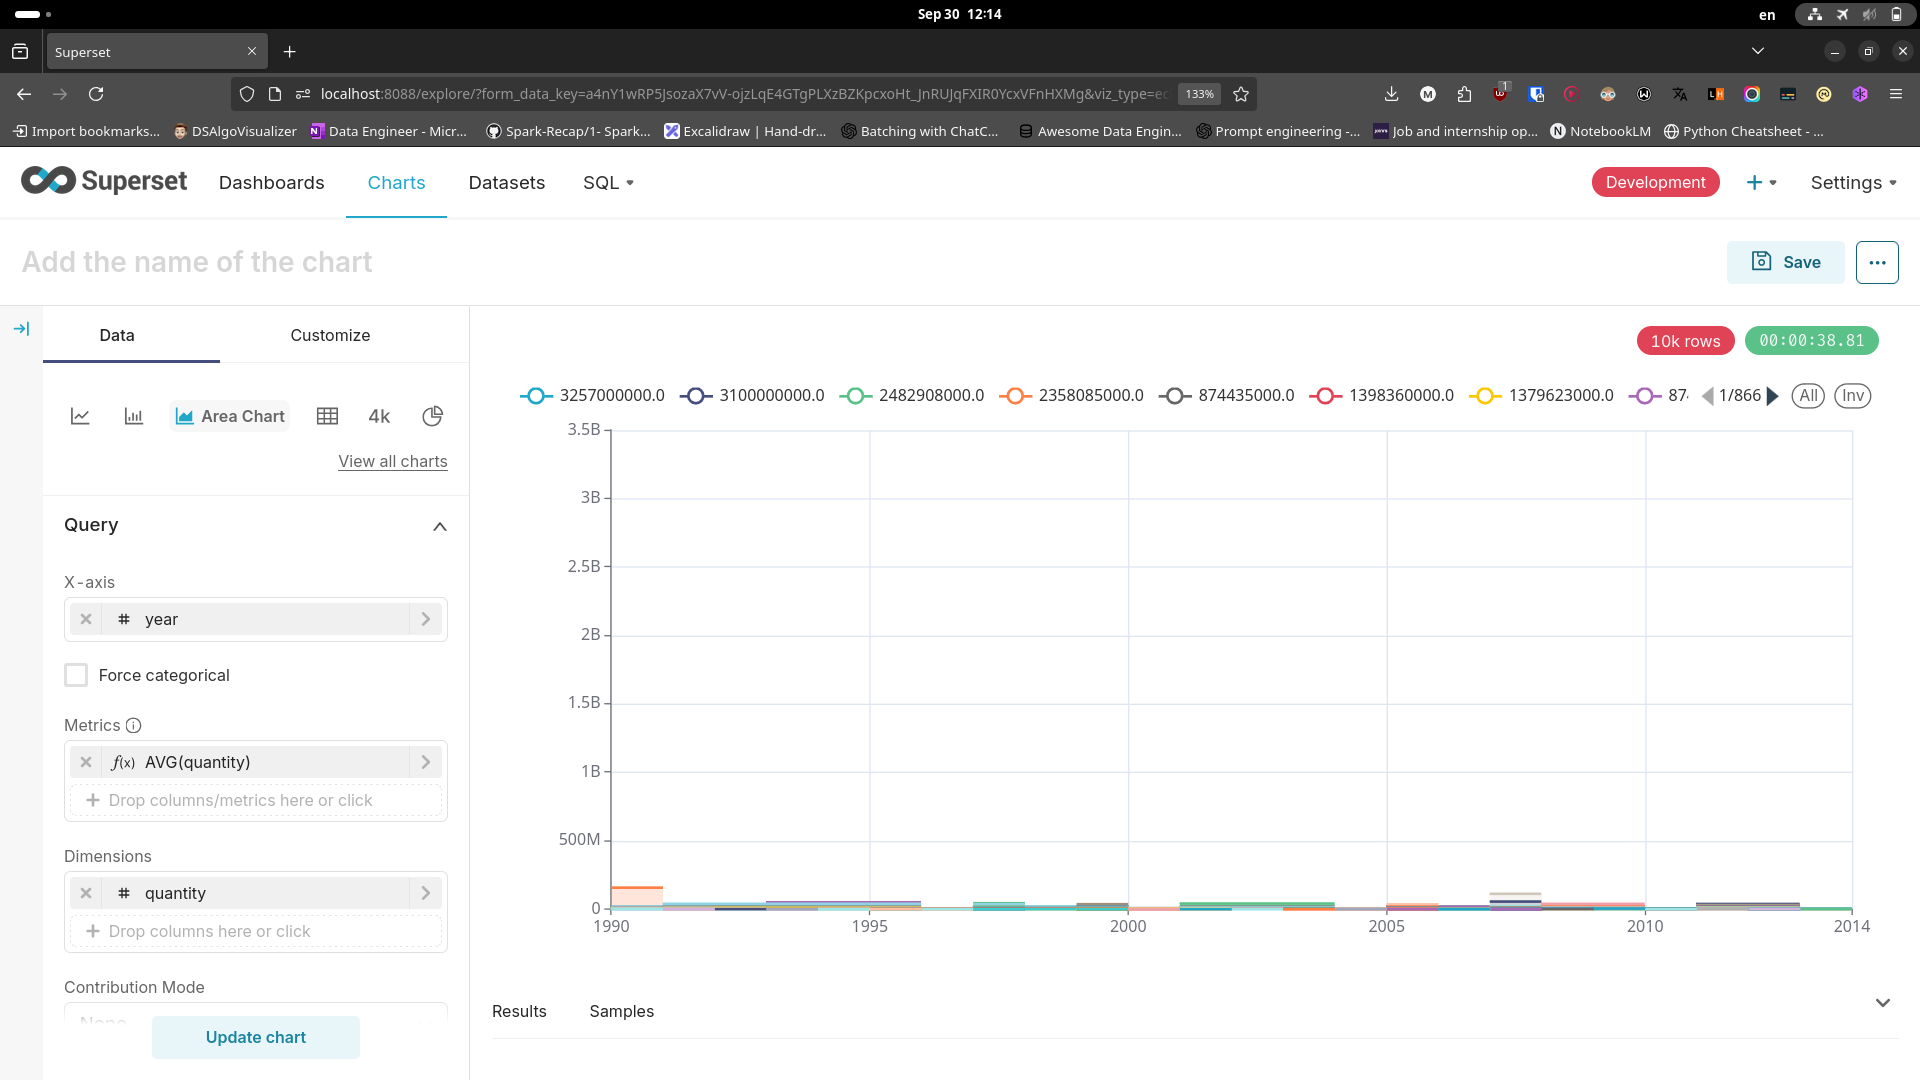 Sep 30 12:14
en
Superset
localhost:8088/explore/?form_data_key=a4nY1wRP5JsozaX7vV-ojzLqE4GTgPLXzBZKpcxoHt_JnRUJqFXIR0YcxVFnHXMg&viz_type=ec
133%
1
Import bookmarks...
DSAlgoVisualizer
Data Engineer - Micr...
Spark-Recap/1- Spark...
Excalidraw | Hand-dr...
Batching with ChatC...
Awesome Data Engin...
Prompt engineering -...
Job and internship op...
NotebookLM
Python Cheatsheet - ...
Superset
Dashboards
Charts
Datasets
SQL
Development
Settings
Add the name of the chart
Save
Data
Customize
10k rows
00:00:38.81
3257000000.0
3100000000.0
2482908000.0
2358085000.0
874435000.0
1398360000.0
1379623000.0
87
1/866
All
Inv
Area Chart
4k
View all charts
Query
X-axis
year
Force categorical
Metrics
f(x) AVG(quantity)
Drop columns/metrics here or click
Dimensions
quantity
Drop columns here or click
Contribution Mode
None
Update chart
3.5B
3B
2.5B
2B
1.5B
1B
500M
0
1990
1995
2000
2005
2010
2014
Results
Samples